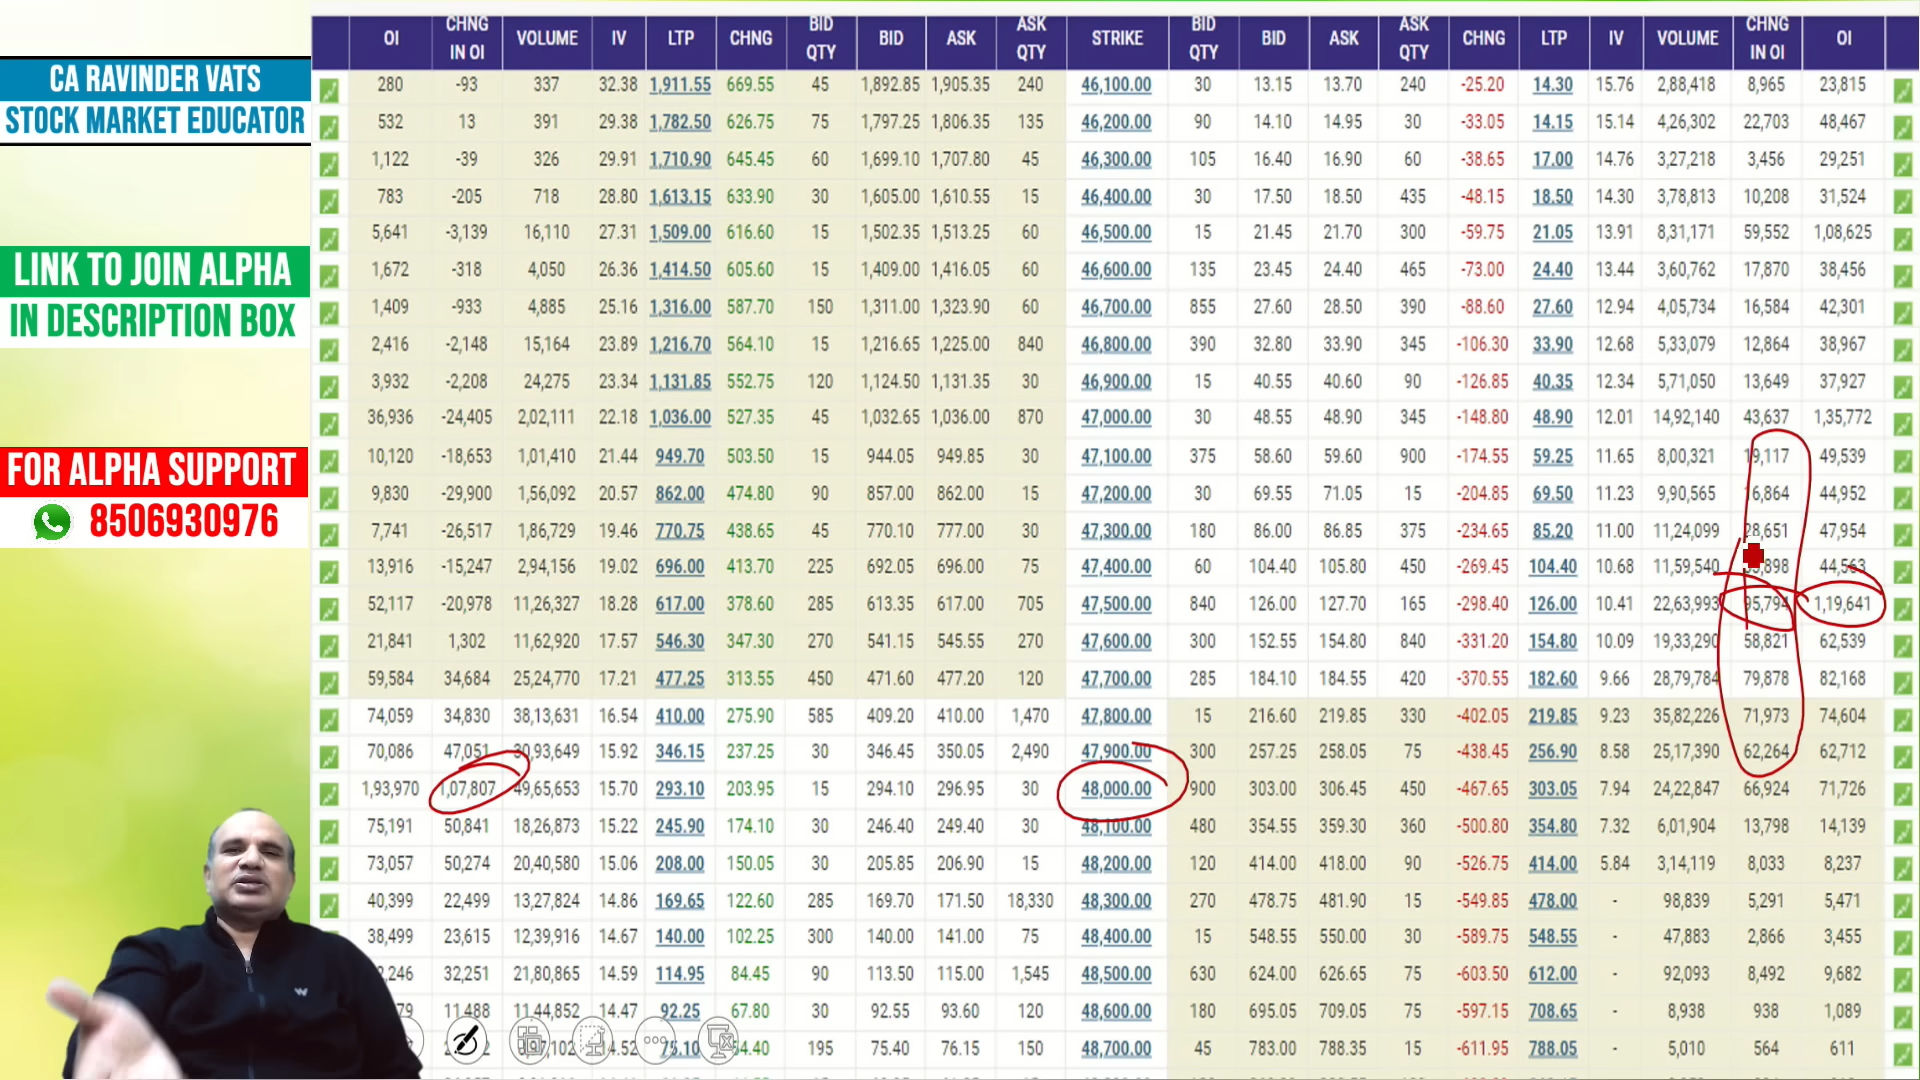 CA RAVINDER VATS
STOCK MARKET EDUCATOR
LINK TO JOIN ALPHA
IN DESCRIPTION BOX
FOR ALPHA SUPPORT
8506930976
OI CHNG IN OI VOLUME IV LTP CHNG BID QTY BID ASK ASK QTY STRIKE BID QTY BID ASK ASK QTY CHNG LTP IV VOLUME CHNG IN OI OI
280 -93 337 32.38 1,911.55 669.55 45 1,892.85 1,905.35 240 46,100.00 30 13.15 13.70 240 -25.20 14.30 15.76 2,88,418 8,965 23,815
532 13 391 29.38 1,782.50 626.75 75 1,797.25 1,806.35 135 46,200.00 90 14.10 14.95 30 -33.05 14.15 15.14 4,26,302 22,703 48,467
1,122 -39 326 29.91 1,710.90 645.45 60 1,699.10 1,707.80 45 46,300.00 105 16.40 16.90 60 -38.65 17.00 14.76 3,27,218 3,456 29,251
783 -205 718 28.80 1,613.15 633.90 30 1,605.00 1,610.55 15 46,400.00 30 17.50 18.50 435 -48.15 18.50 14.30 3,78,813 10,208 31,524
5,641 -3,139 16,110 27.31 1,509.00 616.60 15 1,502.35 1,513.25 60 46,500.00 15 21.45 21.70 300 -59.75 21.05 13.91 8,31,171 59,552 1,08,625
1,672 -318 4,050 26.36 1,414.50 605.60 15 1,409.00 1,416.05 60 46,600.00 135 23.45 24.40 465 -73.00 24.40 13.44 3,60,762 17,870 38,456
1,409 -933 4,885 25.16 1,316.00 587.70 150 1,311.00 1,323.90 60 46,700.00 855 27.60 28.50 390 -88.60 27.60 12.94 4,05,734 16,584 42,301
2,416 -2,148 15,164 23.89 1,216.70 564.10 15 1,216.65 1,225.00 840 46,800.00 390 32.80 33.90 345 -106.30 33.90 12.68 5,33,079 12,864 38,967
3,932 -2,208 24,275 23.34 1,131.85 552.75 120 1,124.50 1,131.35 30 46,900.00 15 40.55 40.60 90 -126.85 40.35 12.34 5,71,050 13,649 37,927
36,936 -24,405 2,02,111 22.18 1,036.00 527.35 45 1,032.65 1,036.00 870 47,000.00 30 48.55 48.90 345 -148.80 48.90 12.01 14,92,140 43,637 1,35,772
10,120 -18,653 1,01,410 21.44 949.70 503.50 15 944.05 949.85 30 47,100.00 375 58.60 59.60 900 -174.55 59.25 11.65 8,00,321 19,117 49,539
9,830 -29,900 1,56,092 20.57 862.00 474.80 90 857.00 862.00 15 47,200.00 30 69.55 71.05 15 -204.85 69.50 11.23 9,90,565 16,864 44,952
7,741 -26,517 1,86,729 19.46 770.75 438.65 45 770.10 777.00 30 47,300.00 180 86.00 86.85 375 -234.65 85.20 11.00 11,24,099 28,651 47,954
13,916 -15,247 2,94,156 19.02 696.00 413.70 225 692.05 696.00 75 47,400.00 60 104.40 105.80 450 -269.45 104.40 10.68 11,59,540 44,563
52,117 -20,978 11,26,327 18.28 617.00 378.60 285 613.35 617.00 705 47,500.00 840 126.00 127.70 165 -298.40 126.00 10.41 22,63,993 95,794 1,19,641
21,841 1,302 11,62,920 17.57 546.30 347.30 270 541.15 545.55 270 47,600.00 300 152.55 154.80 840 -331.20 154.80 10.09 19,33,290 58,821 62,539
59,584 34,684 25,24,770 17.21 477.25 313.55 450 471.60 477.20 120 47,700.00 285 184.10 184.55 420 -370.55 182.60 9.66 28,79,784 79,878 82,168
74,059 34,830 38,13,631 16.54 410.00 275.90 585 409.20 410.00 1,470 47,800.00 15 216.60 219.85 330 -402.05 219.85 9.23 35,82,226 71,973 74,604
70,086 47,051 30,93,649 15.92 346.15 237.25 30 346.45 350.05 2,490 47,900.00 300 257.25 258.05 75 -438.45 256.90 8.58 25,17,390 62,264 62,712
1,93,970 1,07,807 49,65,653 15.70 293.10 203.95 15 294.10 296.95 30 48,000.00 900 303.00 306.45 450 -467.65 303.05 7.94 24,22,847 66,924 71,726
75,191 50,841 18,26,873 15.22 245.90 174.10 30 246.40 249.40 30 48,100.00 480 354.55 359.30 360 -500.80 354.80 7.32 6,01,904 13,798 14,139
73,057 50,274 20,40,580 15.06 208.00 150.05 30 205.85 206.90 15 48,200.00 120 414.00 418.00 90 -526.75 414.00 5.84 3,14,119 8,033 8,237
40,399 22,499 13,27,824 14.86 169.65 122.60 285 169.70 171.50 18,330 48,300.00 270 478.75 481.90 15 -549.85 478.00 - 98,839 5,291 5,471
38,499 23,615 12,39,916 14.67 140.00 102.25 300 140.00 141.00 75 48,400.00 15 548.55 550.00 30 -589.75 548.55 - 47,883 2,866 3,455
32,251 21,80,865 14.59 114.95 84.45 90 113.50 115.00 1,545 48,500.00 630 624.00 626.65 75 -603.50 612.00 - 92,093 8,492 9,682
11,488 11,44,852 14.47 92.25 67.80 30 92.55 93.60 120 48,600.00 180 695.05 709.05 75 -597.15 708.65 - 8,938 938 1,089
75.10 54.40 195 75.40 76.15 150 48,700.00 45 783.00 788.35 15 -611.95 788.05 - 5,010 564 611